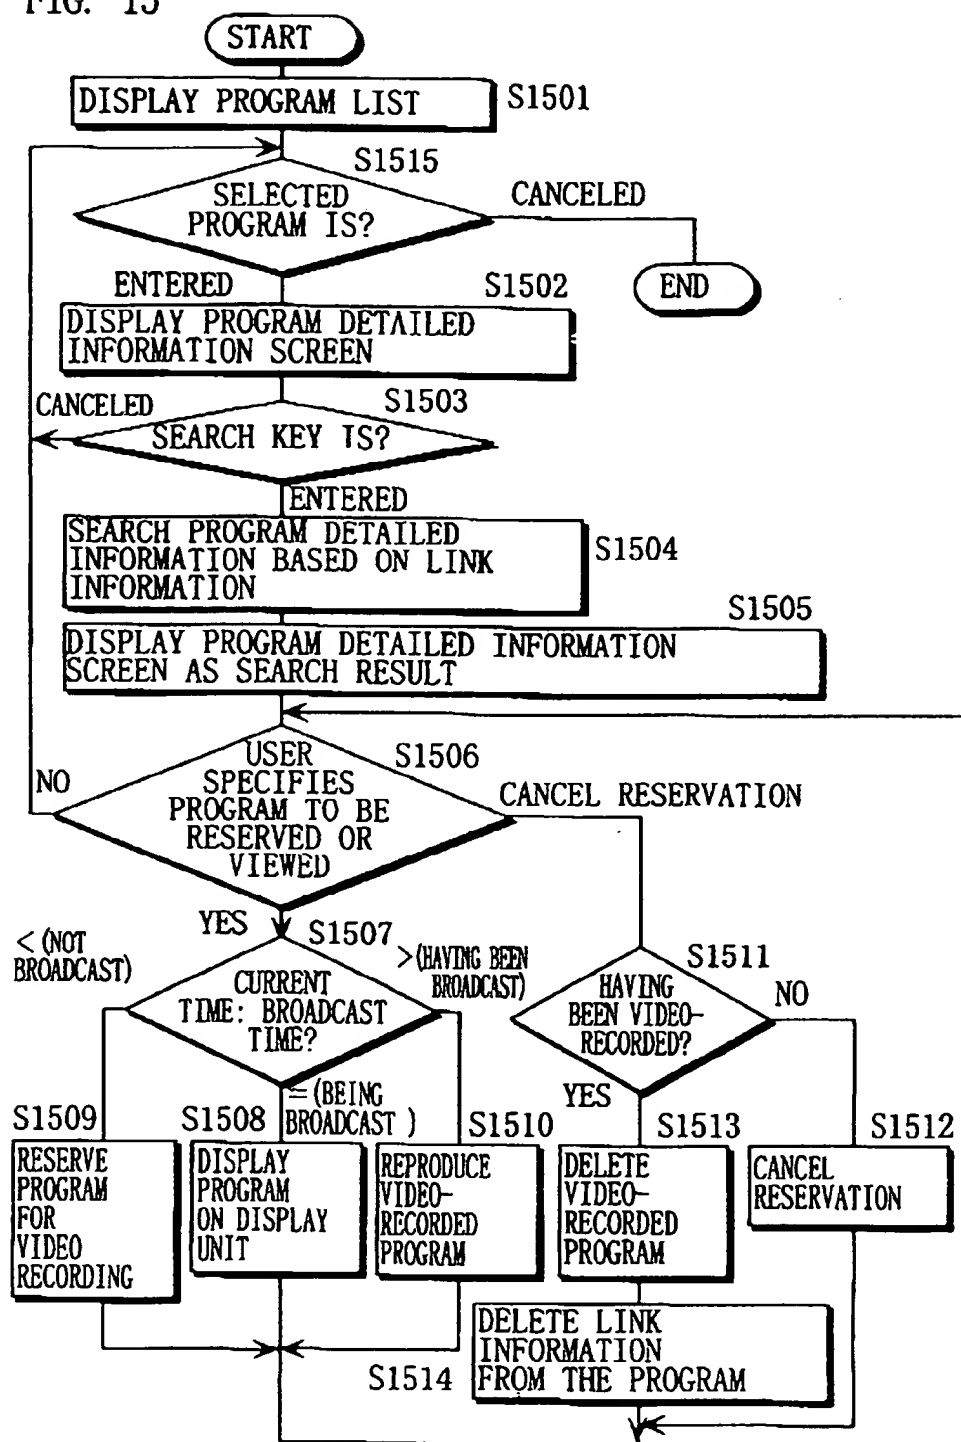 FIG. 15
START
DISPLAY PROGRAM LIST
S1501
S1515
SELECTED
PROGRAM IS?
CANCELED
END
ENTERED
S1502
DISPLAY PROGRAM DETAILED
INFORMATION SCREEN
CANCELED
S1503
SEARCH KEY IS?
ENTERED
SEARCH PROGRAM DETAILED
INFORMATION BASED ON LINK
INFORMATION
S1504
S1505
DISPLAY PROGRAM DETAILED INFORMATION
SCREEN AS SEARCH RESULT
S1506
USER
SPECIFIES
PROGRAM TO BE
RESERVED OR
VIEWED
NO
CANCEL RESERVATION
YES
S1507
< (NOT
BROADCAST)
CURRENT
TIME: BROADCAST
TIME?
> (HAVING BEEN
BROADCAST)
S1511
HAVING
BEEN VIDEO-
RECORDED?
NO
= (BEING
BROADCAST )
YES
S1509
RESERVE
PROGRAM
FOR
VIDEO
RECORDING
S1508
DISPLAY
PROGRAM
ON DISPLAY
UNIT
S1510
REPRODUCE
VIDEO-
RECORDED
PROGRAM
S1513
DELETE
VIDEO-
RECORDED
PROGRAM
S1512
CANCEL
RESERVATION
S1514
DELETE LINK
INFORMATION
FROM THE PROGRAM